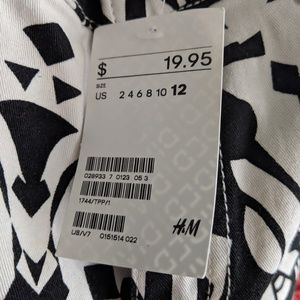 $ 19.95
SIZE
US 2 4 6 8 10 12
028933 7 0123 05 3
1744/TPP/1
H&M
US/V7 0151514 022